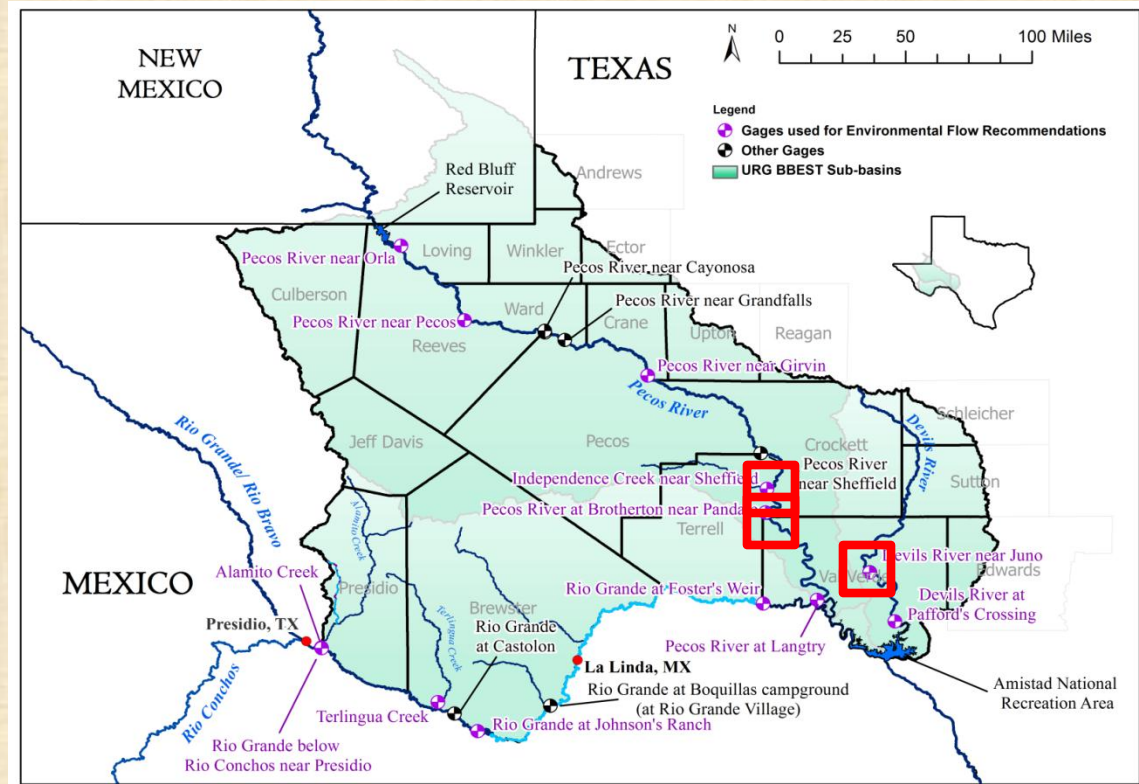 NEW
MEXICO
TEXAS
N
0 25 50 100 Miles
Legend
Gages used for Environmental Flow Recommendations
Other Gages
URG BBEST Sub-basins
Red Bluff
Reservoir
Andrews
Pecos River near Orla
Loving
Winkler
Ector
Pecos River near Cayonosa
Culberson
Pecos River near Grandfalls
Pecos River near Pecos
Ward
Crane
Upton
Reagan
Reeves
Pecos River near Girvin
Pecos River
Rio Grande/ Rio Bravo
Jeff Davis
Pecos
Crockett
Devils River
Schleicher
Pecos River
near Sheffield
Independence Creek near Sheffield
Sutton
Pecos River at Brotherton near Panda
Terrell
Alamito Creek
MEXICO
Alamito Creek
Presidio
Devils River near Juno
Val Verde
Edwards
Rio Grande at Foster's Weir
Devils River at
Pafford's Crossing
Brewster
Terlingua Creek
Rio Grande
at Castolon
Presidio, TX
Pecos River at Langtry
La Linda, MX
Rio Conchos
Rio Grande at Boquillas campground
(at Rio Grande Village)
Amistad National
Recreation Area
Terlingua Creek
Rio Grande at Johnson's Ranch
Rio Grande below
Rio Conchos near Presidio